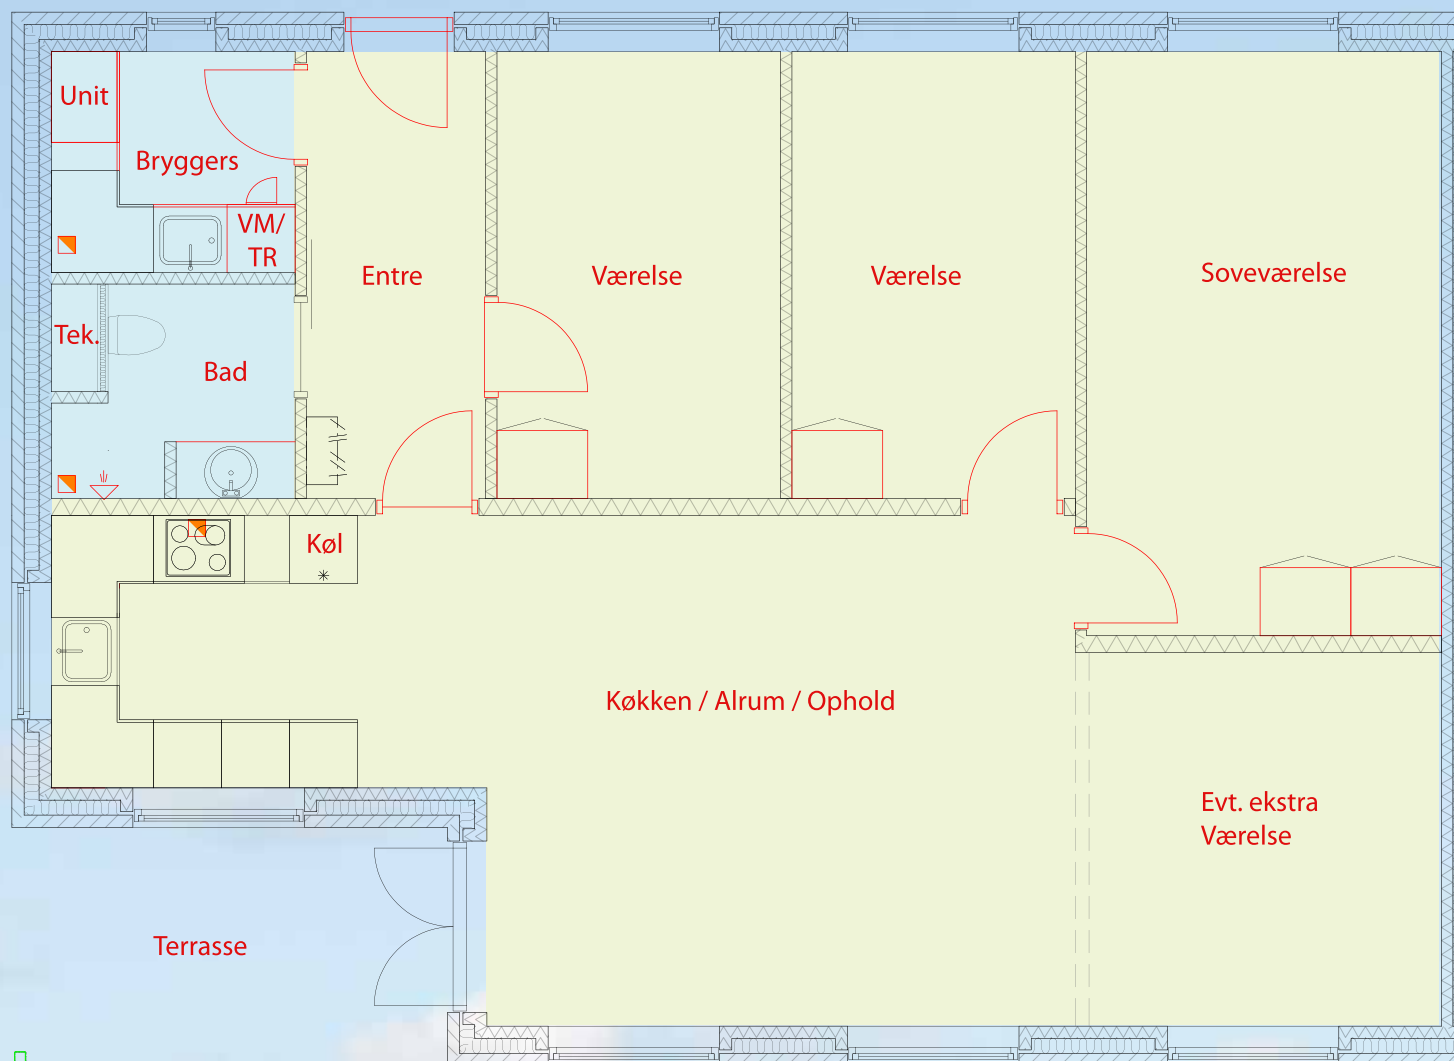 Unit
Bryggers
VM/
TR
Entre
Værelse
Værelse
Soveværelse
Tek.
Bad
Køl
Køkken / Alrum / Ophold
Evt. ekstra
Værelse
Terrasse